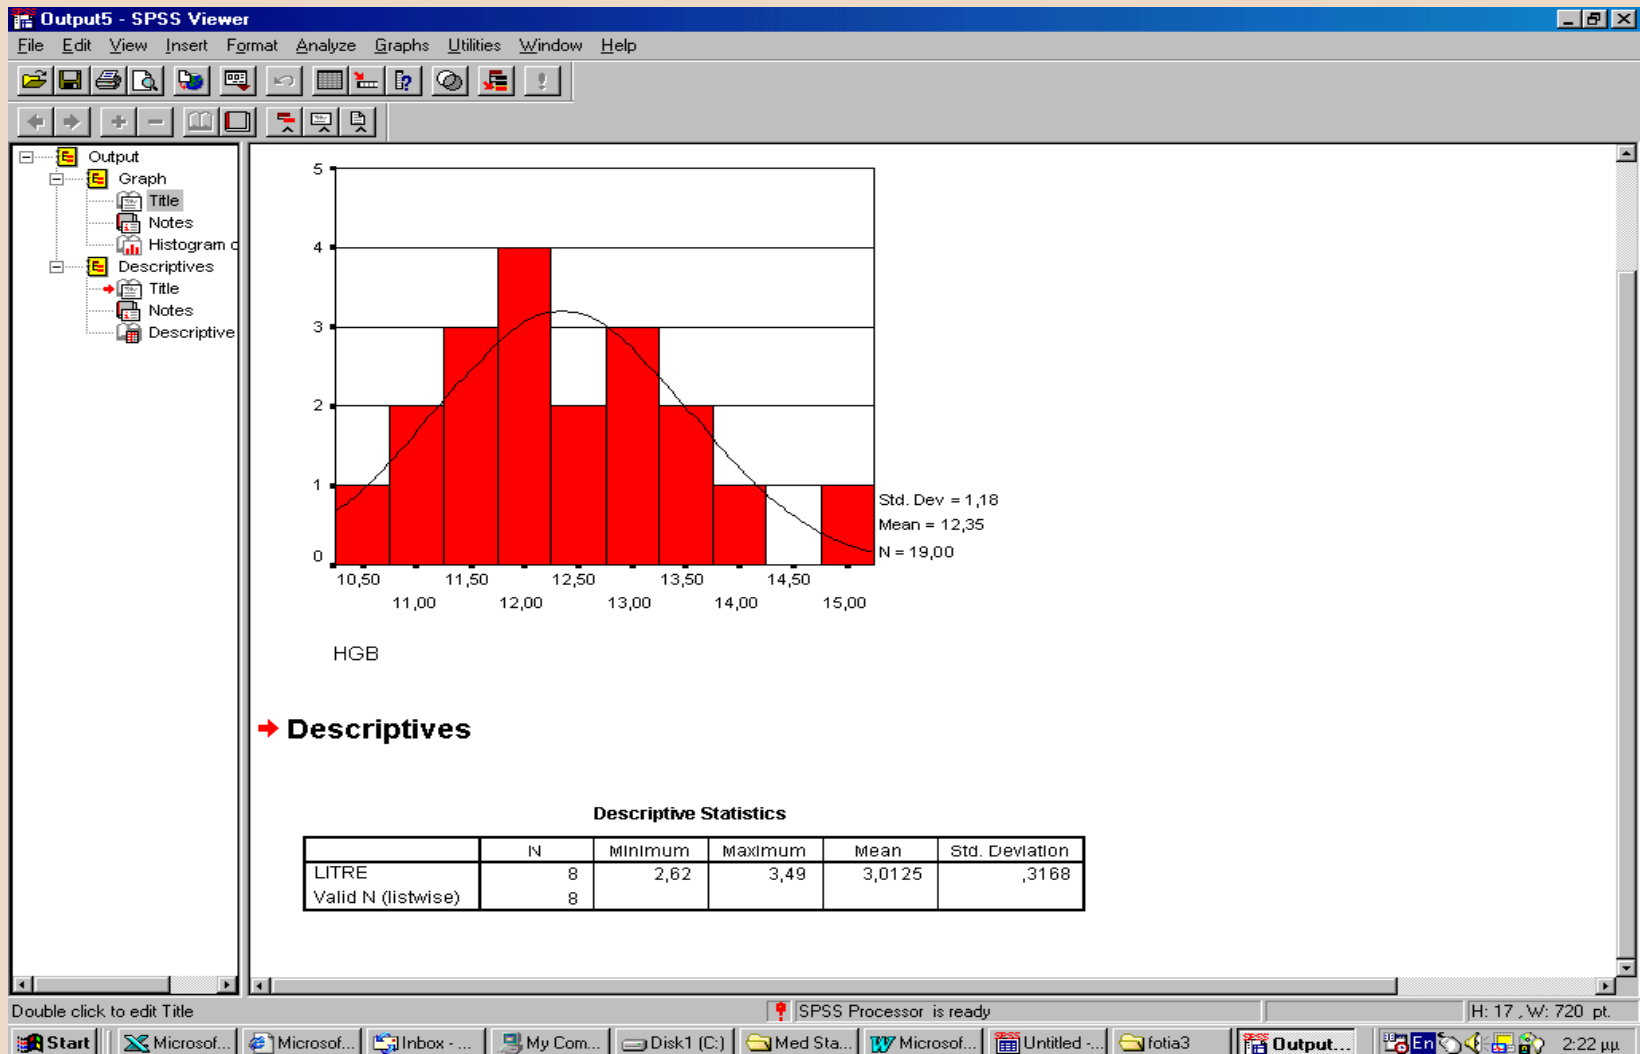 Output5 - SPSS Viewer
File Edit View Insert Format Analyze Graphs Utilities Window Help
Output
Graph
Title
Notes
Histogram o
Descriptives
Title
Notes
Descriptive
5
4
3
2
1
0
Std. Dev = 1,18
Mean = 12,35
N = 19,00
10,50 11,50 12,50 13,50 14,50
11,00 12,00 13,00 14,00 15,00
HGB
Descriptives
Descriptive Statistics
N Minimum Maximum Mean Std. Deviation
LITRE 8 2,62 3,49 3,0125 ,3168
Valid N (listwise) 8
Double click to edit Title SPSS Processor is ready H: 17 , W: 720 pt.
Start Microsof... Microsof... Inbox - ... My Com... Disk1 (C:) Med Sta... Microsof... Untitled -... fotia3 Output... En 2:22 μμ